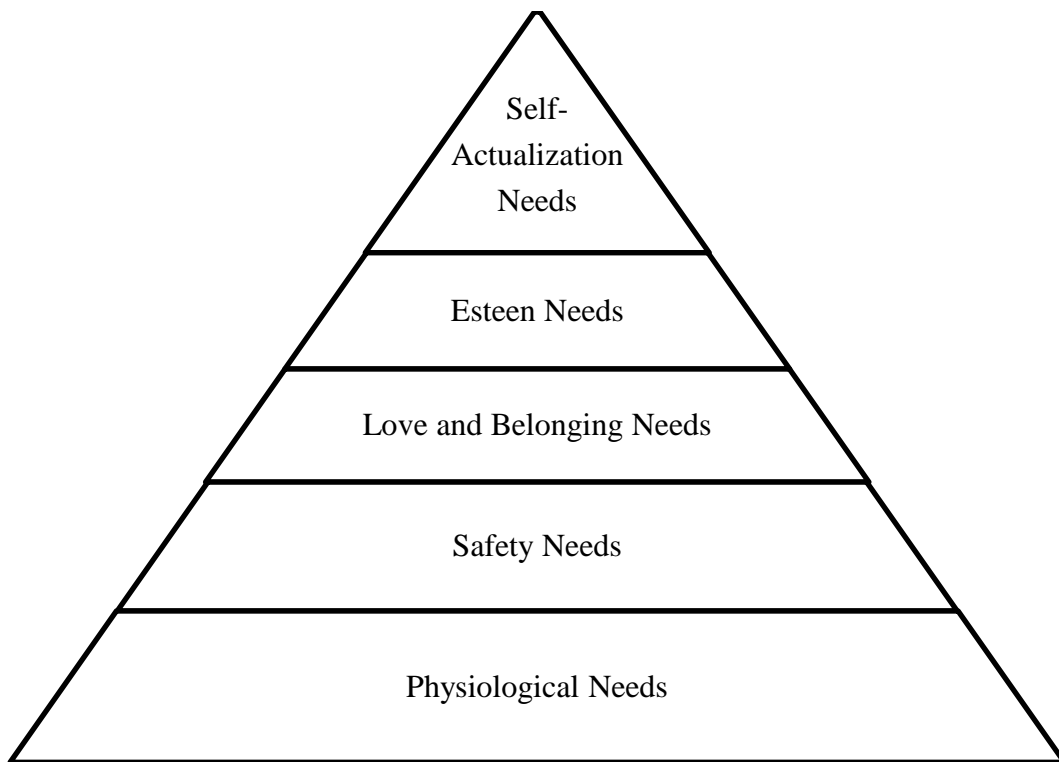 Self-
Actualization
Needs
Esteen Needs
Love and Belonging Needs
Safety Needs
Physiological Needs